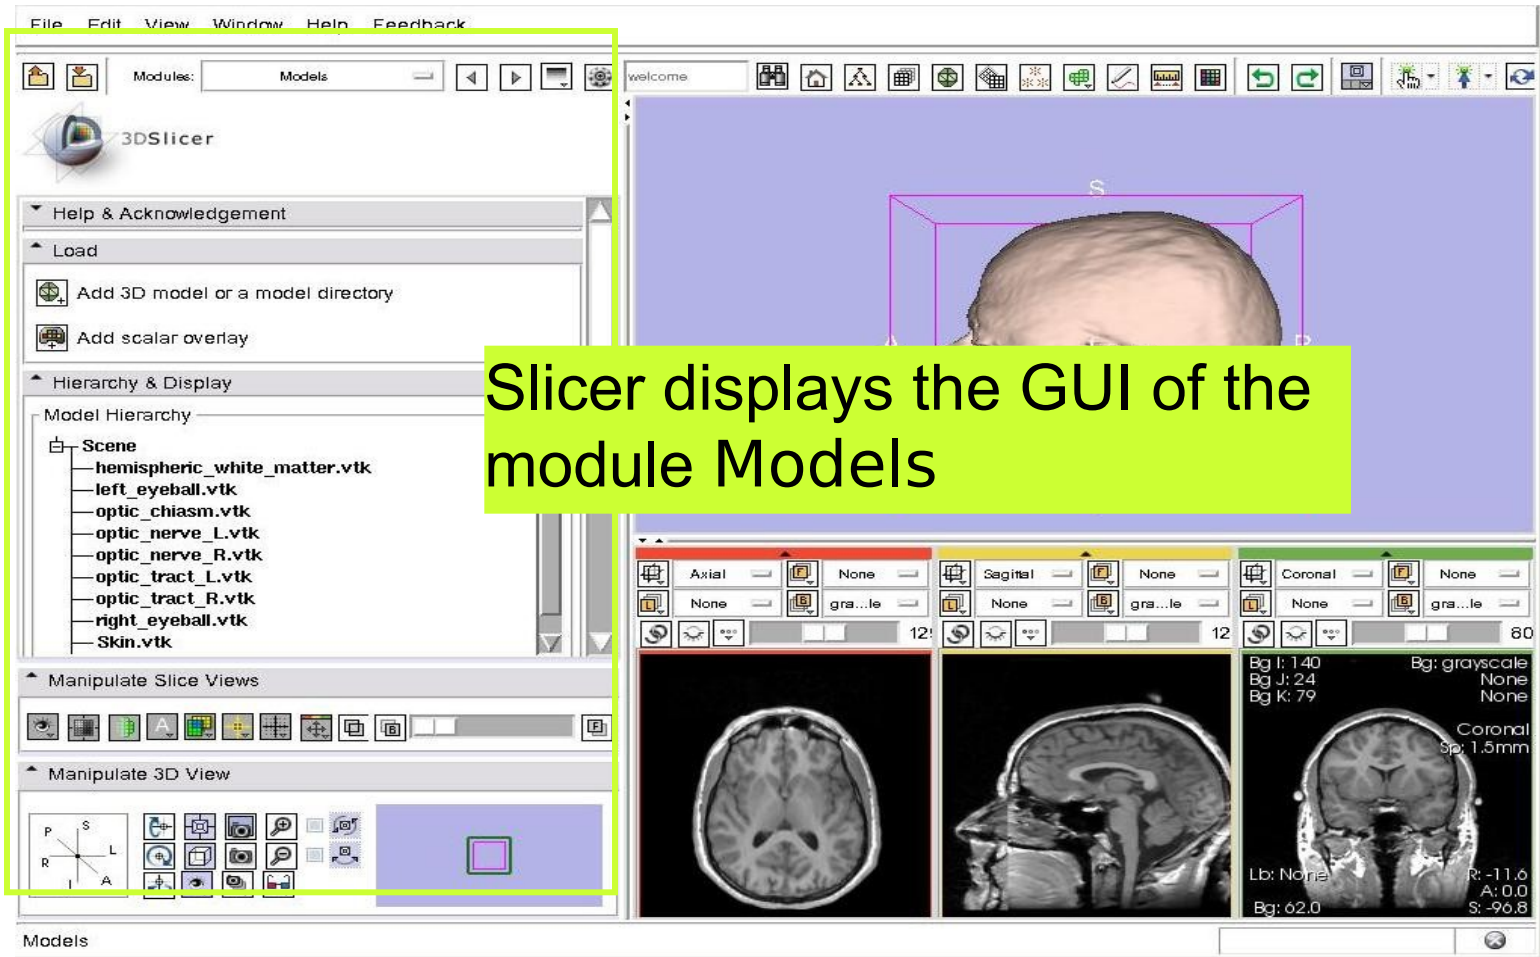 File Edit View Window Help Feedback
Modules: Models
welcome
3DSlicer
Help & Acknowledgement
Load
Add 3D model or a model directory
Add scalar overlay
Hierarchy & Display
Model Hierarchy
Scene
hemispheric_white_matter.vtk
left_eyeball.vtk
optic_chiasm.vtk
optic_nerve_L.vtk
optic_nerve_R.vtk
optic_tract_L.vtk
optic_tract_R.vtk
right_eyeball.vtk
Skin.vtk
Manipulate Slice Views
A
B
F
Manipulate 3D View
P S
R L
I A
S
Slicer displays the GUI of the
module Models
Axial F None
L None B gra...le
Sagittal F None
L None B gra...le
12
Coronal F None
L None B gra...le
80
Bg I: 140 Bg: grayscale
Bg J: 24 None
Bg K: 79 None
Coronal
Sp: 1.5mm
Lb: None R: -11.6
A: 0.0
Bg: 62.0 S: -96.8
Models